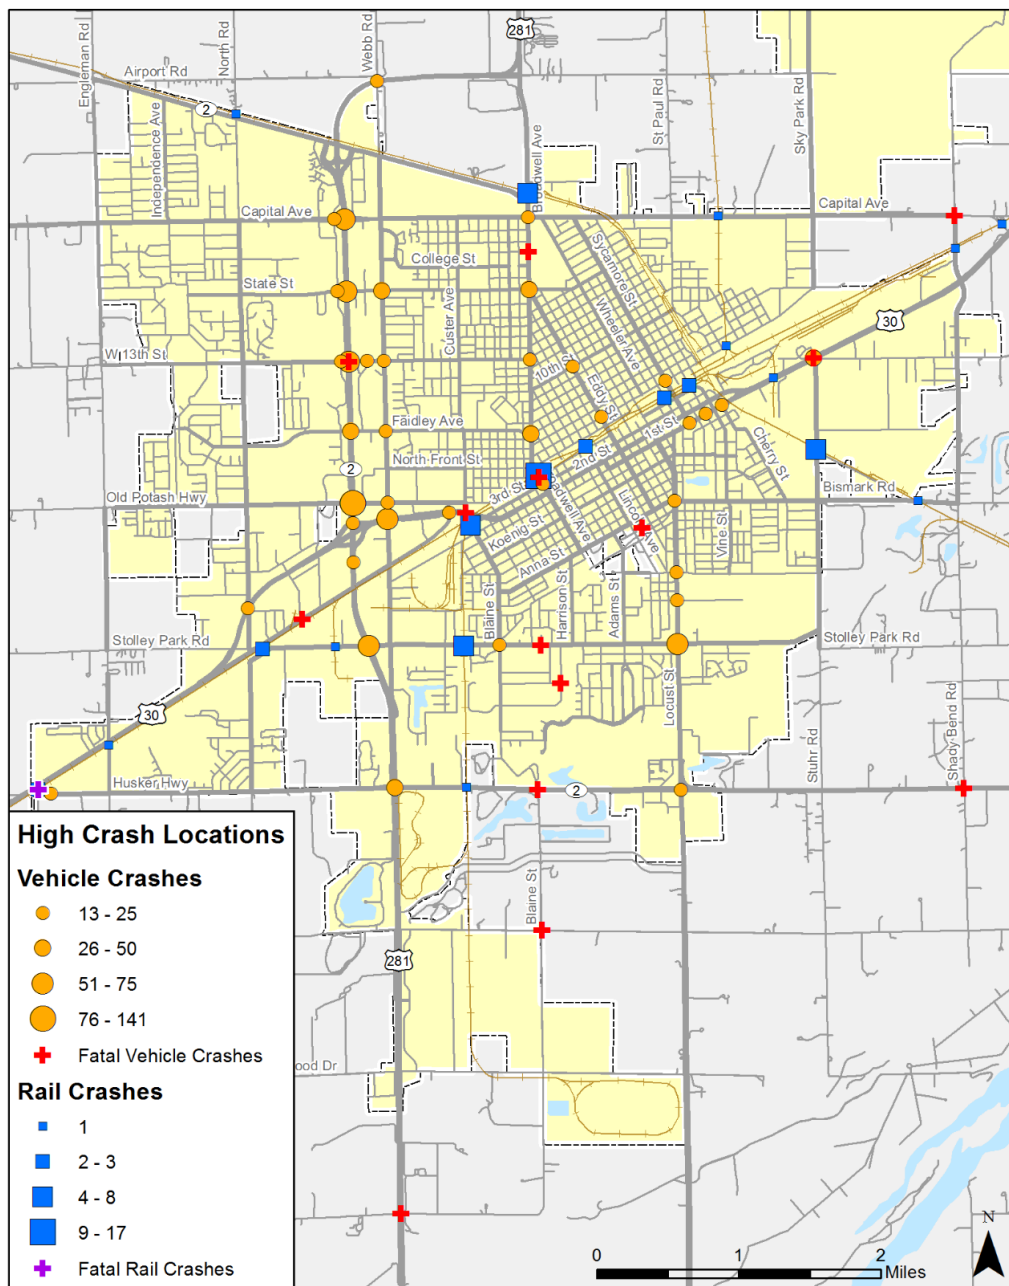 281
Engleman Rd
North Rd
Webb Rd
Airport Rd
2
Independence Ave
Broadwell Ave
St Paul Rd
Sky Park Rd
Capital Ave
Capital Ave
College St
Sycamore St
State St
Custer Ave
Wheeler Ave
30
W 13th St
10th St
Eddy St
Faidley Ave
1st St
2nd St
Cherry St
North Front St
2
3rd St
Old Potash Hwy
Bismark Rd
Broadwell Ave
Lincoln Ave
Koenig St
Vine St
Anna St
Blaine St
Harrison St
Adams St
Stolley Park Rd
Stolley Park Rd
Locust St
30
Stuhr Rd
Shady Bend Rd
Husker Hwy
2
Blaine St
281
ood Dr
High Crash Locations
Vehicle Crashes
13 - 25
26 - 50
51 - 75
76 - 141
Fatal Vehicle Crashes
Rail Crashes
1
2 - 3
4 - 8
9 - 17
Fatal Rail Crashes
N
0 1 2
Miles